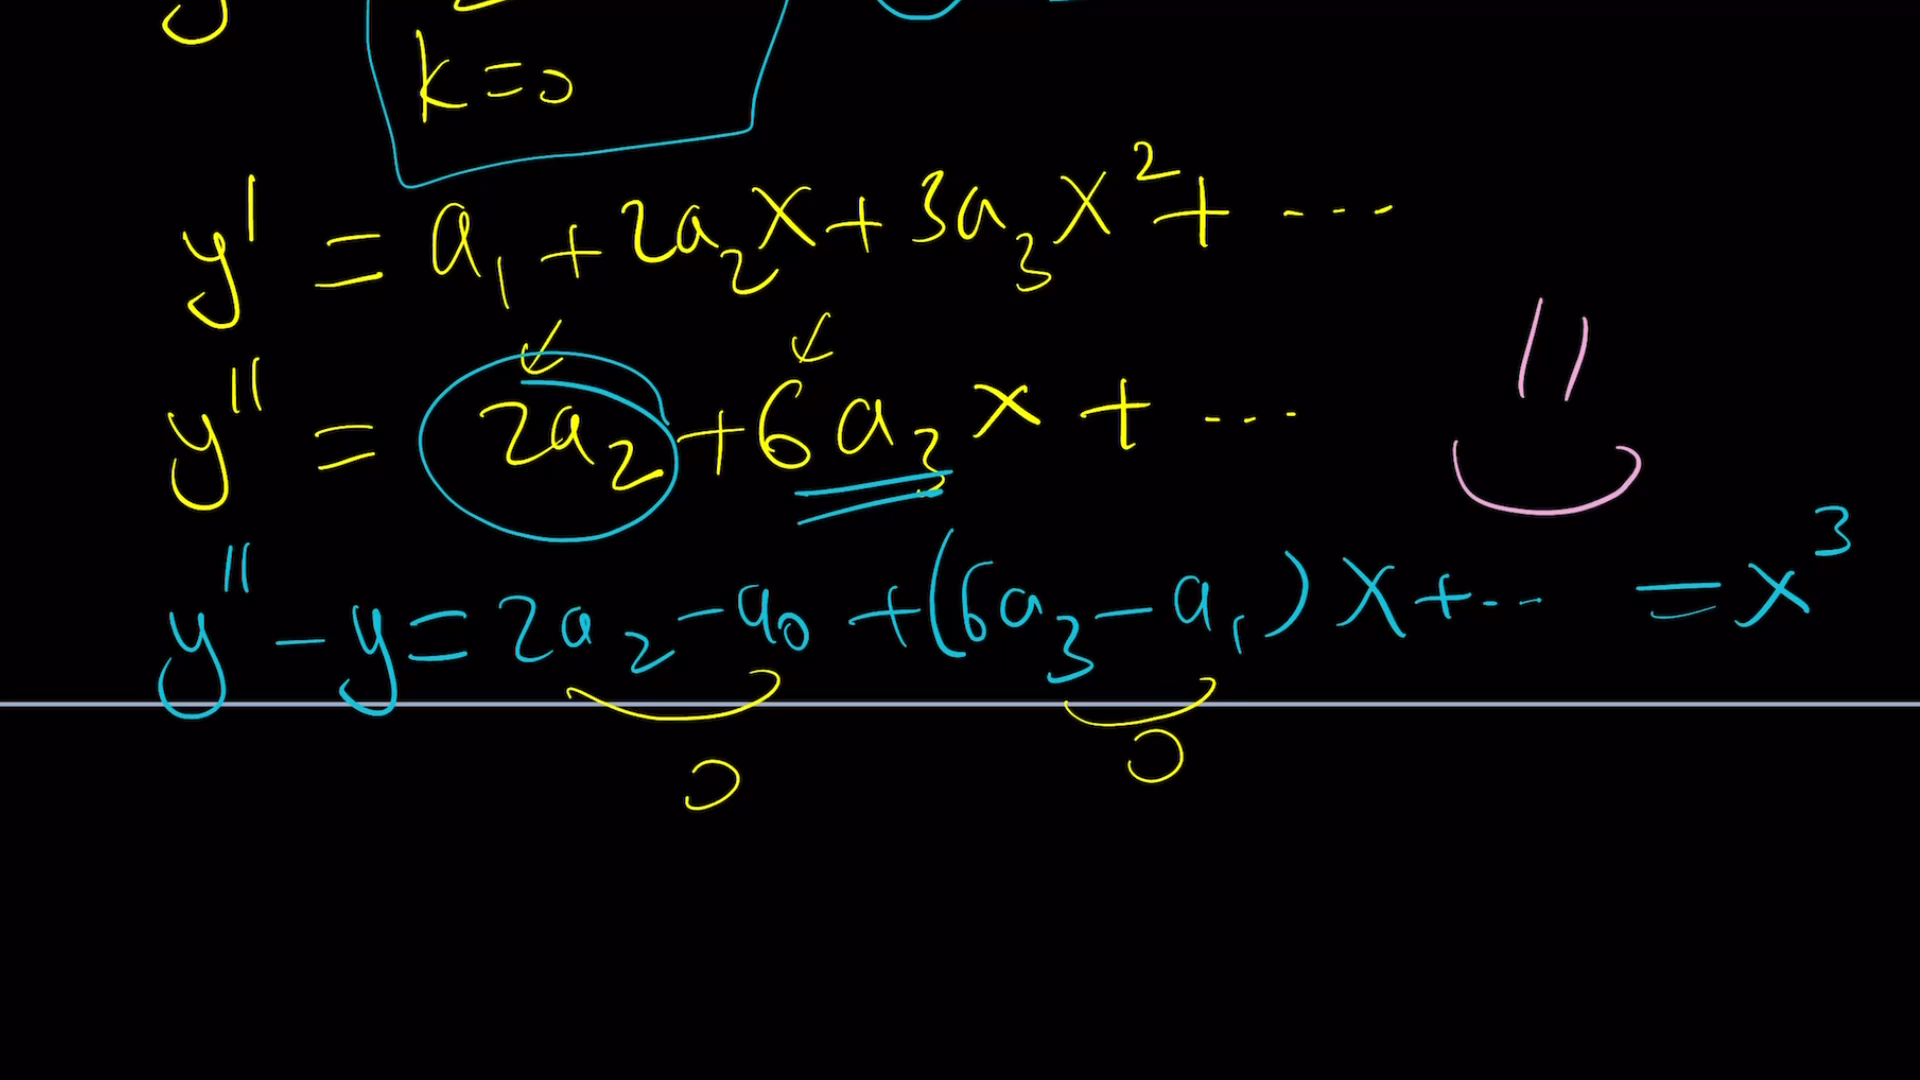 k = 0
y' = a₁ + 2a₂x + 3a₃x² + ...
y'' = 2a₂ + 6a₃x + ...
y'' - y = 2a₂ - a₀ + (6a₃ - a₁)x + ... = x³
0 0